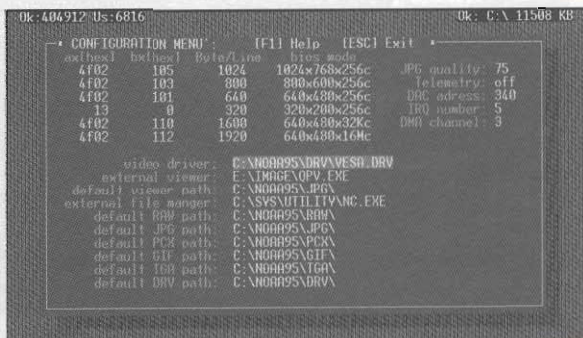 Ok:404912 Us:6816 Ok: C:\ 11508 KB
CONFIGURATION MENU: [F1] Help [ESC] Exit
ax[hex] bx[hex] Byte/Line bios mode
4f02 105 1024 1024x768x256c JPG quality: 75
4f02 103 800 800x600x256c Telemetry: off
4f02 101 640 640x480x256c DAC adress: 340
13 0 320 320x200x256c IRQ number: 5
4f02 110 1600 640x480x32Kc DMA channel: 3
4f02 112 1920 640x480x16Mc
video driver: C:\NOAA95\DRV\VESA.DRV
external viewer: E:\IMAGE\QPV.EXE
default viewer path: C:\NOAA95\JPG\
external file manger: C:\SYS\UTILITY\NC.EXE
default RAW path: C:\NOAA95\RAW\
default JPG path: C:\NOAA95\JPG\
default PCX path: C:\NOAA95\PCX\
default GIF path: C:\NOAA95\GIF\
default TGA path: C:\NOAA95\TGA\
default DRV path: C:\NOAA95\DRV\